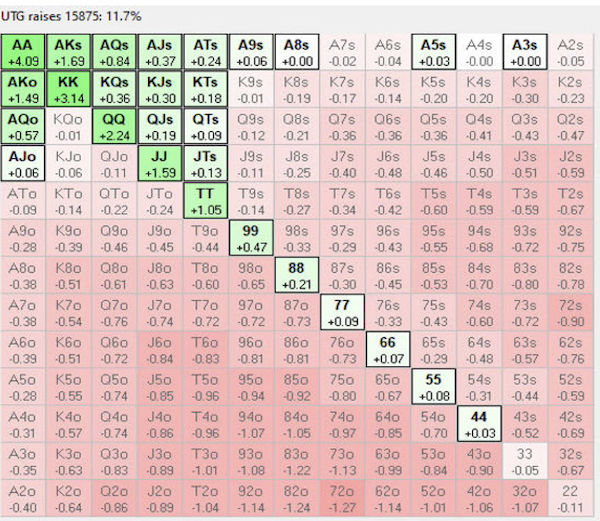 UTG raises 15875: 11.7%
AA AKs AQs AJs ATs A9s A8s A7s A6s A5s A4s A3s A2s
+4.09 +1.69 +0.84 +0.37 +0.24 +0.06 +0.00 -0.02 -0.04 +0.03 -0.00 +0.00 -0.05
AKo KK KQs KJs KTs K9s K8s K7s K6s K5s K4s K3s K2s
+1.49 +3.14 +0.36 +0.30 +0.18 -0.01 -0.19 -0.17 -0.14 -0.20 -0.20 -0.30 -0.23
AQo KQo QQ QJs QTs Q9s Q8s Q7s Q6s Q5s Q4s Q3s Q2s
+0.57 -0.01 +2.24 +0.19 +0.09 -0.12 -0.21 -0.36 -0.36 -0.36 -0.41 -0.43 -0.47
AJo KJo QJo JJ JTs J9s J8s J7s J6s J5s J4s J3s J2s
+0.06 -0.06 -0.11 +1.59 +0.13 -0.11 -0.25 -0.40 -0.48 -0.46 -0.50 -0.51 -0.59
ATo KTo QTo JTo TT T9s T8s T7s T6s T5s T4s T3s T2s
-0.09 -0.14 -0.22 -0.24 +1.05 -0.14 -0.27 -0.34 -0.42 -0.60 -0.59 -0.59 -0.67
A9o K9o Q9o J9o T9o 99 98s 97s 96s 95s 94s 93s 92s
-0.28 -0.39 -0.46 -0.45 -0.44 +0.47 -0.33 -0.29 -0.43 -0.55 -0.68 -0.72 -0.75
A8o K8o Q8o J8o T8o 98o 88 87s 86s 85s 84s 83s 82s
-0.38 -0.51 -0.61 -0.63 -0.60 -0.65 +0.21 -0.30 -0.45 -0.53 -0.70 -0.80 -0.78
A7o K7o Q7o J7o T7o 97o 87o 77 76s 75s 74s 73s 72s
-0.38 -0.54 -0.76 -0.74 -0.72 -0.72 -0.73 +0.09 -0.33 -0.43 -0.60 -0.72 -0.90
A6o K6o Q6o J6o T6o 96o 86o 76o 66 65s 64s 63s 62s
-0.39 -0.51 -0.72 -0.84 -0.83 -0.81 -0.81 -0.73 +0.07 -0.29 -0.48 -0.57 -0.76
A5o K5o Q5o J5o T5o 95o 85o 75o 65o 55 54s 53s 52s
-0.28 -0.55 -0.74 -0.85 -0.96 -0.94 -0.92 -0.80 -0.67 +0.08 -0.31 -0.44 -0.59
A4o K4o Q4o J4o T4o 94o 84o 74o 64o 54o 44 43s 42s
-0.31 -0.57 -0.74 -0.86 -0.96 -1.07 -1.05 -0.97 -0.85 -0.70 +0.03 -0.52 -0.69
A3o K3o Q3o J3o T3o 93o 83o 73o 63o 53o 43o 33 32s
-0.35 -0.63 -0.83 -0.89 -1.01 -1.08 -1.22 -1.13 -0.99 -0.84 -0.90 -0.05 -0.67
A2o K2o Q2o J2o T2o 92o 82o 72o 62o 52o 42o 32o 22
-0.40 -0.64 -0.86 -0.89 -1.04 -1.14 -1.24 -1.27 -1.14 -1.01 -1.06 -1.07 -0.11